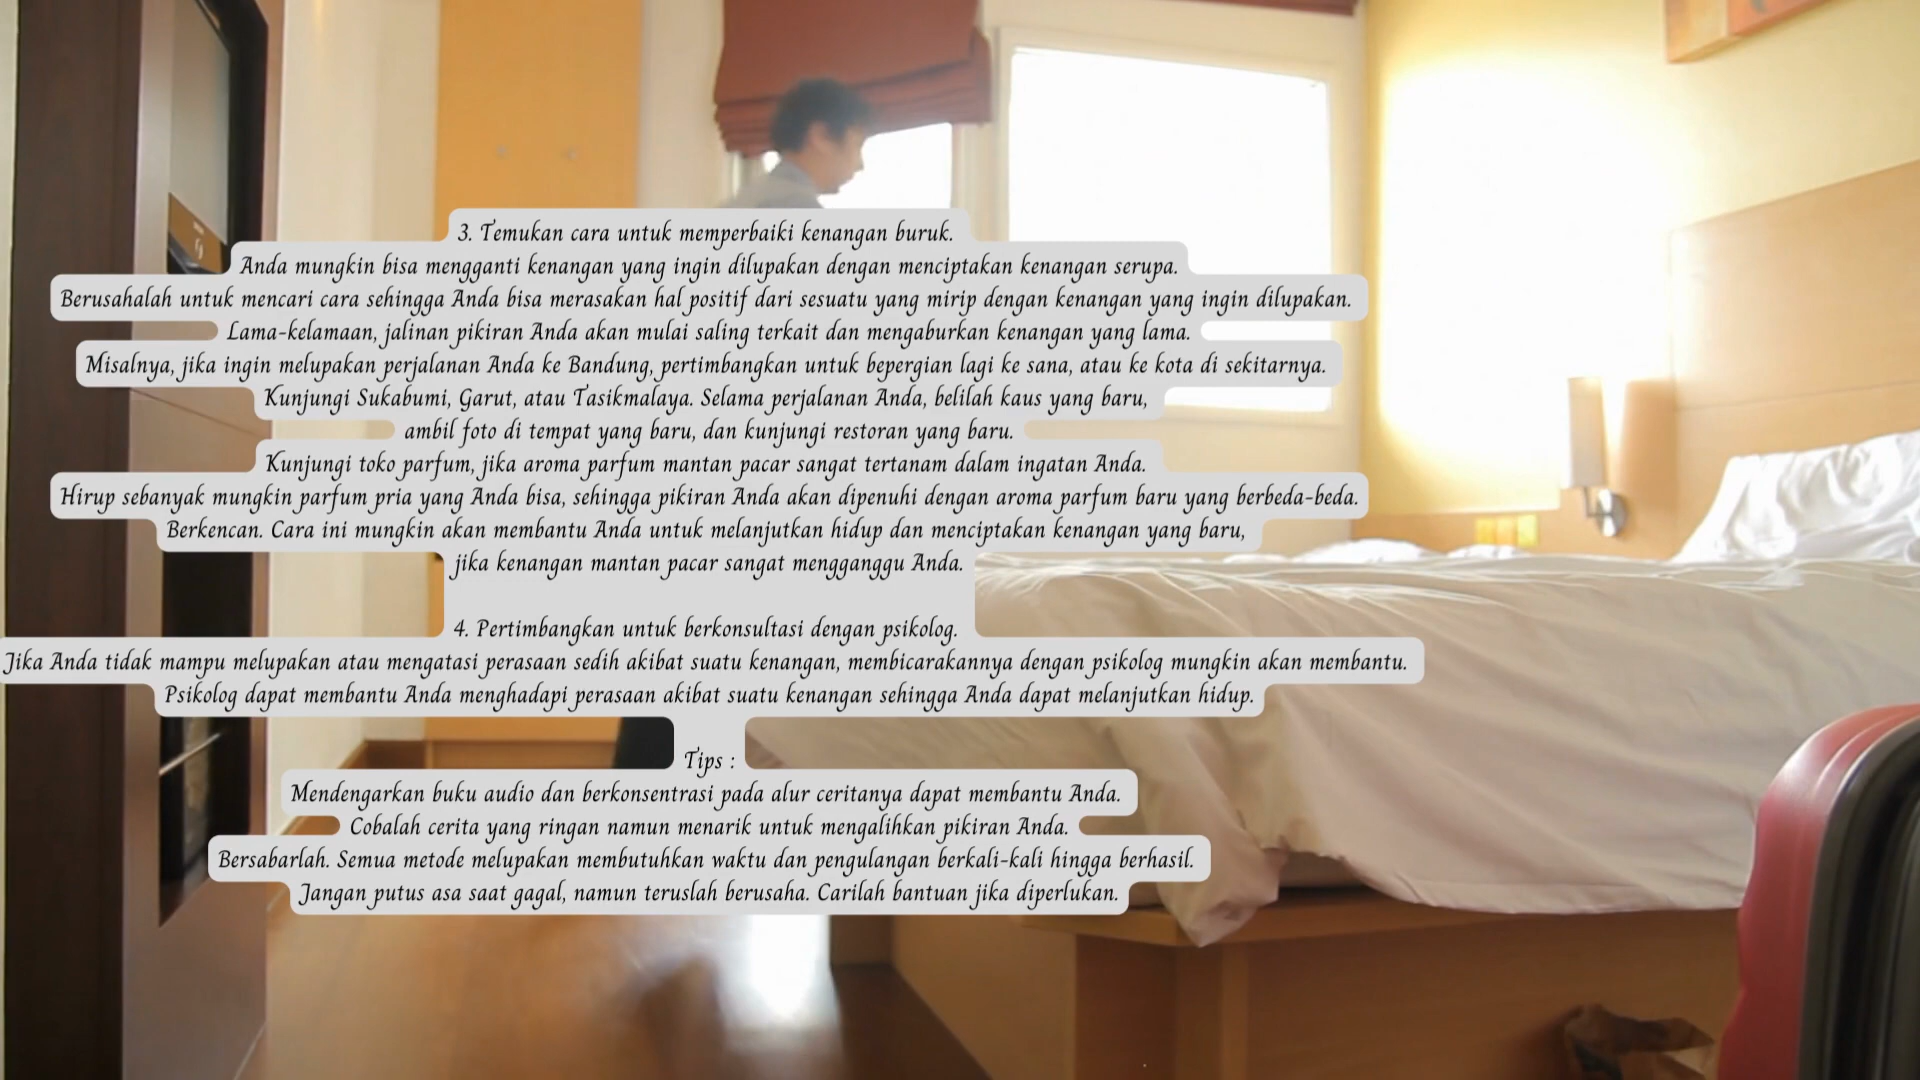 3. Temukan cara untuk memperbaiki kenangan buruk.
Anda mungkin bisa mengganti kenangan yang ingin dilupakan dengan menciptakan kenangan serupa.
Berusahalah untuk mencari cara sehingga Anda bisa merasakan hal positif dari sesuatu yang mirip dengan kenangan yang ingin dilupakan.
Lama-kelamaan, jalinan pikiran Anda akan mulai saling terkait dan mengaburkan kenangan yang lama.
Misalnya, jika ingin melupakan perjalanan Anda ke Bandung, pertimbangkan untuk bepergian lagi ke sana, atau ke kota di sekitarnya.
Kunjungi Sukabumi, Garut, atau Tasikmalaya. Selama perjalanan Anda, belilah kaus yang baru,
ambil foto di tempat yang baru, dan kunjungi restoran yang baru.
Kunjungi toko parfum, jika aroma parfum mantan pacar sangat tertanam dalam ingatan Anda.
Hirup sebanyak mungkin parfum pria yang Anda bisa, sehingga pikiran Anda akan dipenuhi dengan aroma parfum baru yang berbeda-beda.
Berkencan. Cara ini mungkin akan membantu Anda untuk melanjutkan hidup dan menciptakan kenangan yang baru,
jika kenangan mantan pacar sangat mengganggu Anda.
4. Pertimbangkan untuk berkonsultasi dengan psikolog.
Jika Anda tidak mampu melupakan atau mengatasi perasaan sedih akibat suatu kenangan, membicarakannya dengan psikolog mungkin akan membantu.
Psikolog dapat membantu Anda menghadapi perasaan akibat suatu kenangan sehingga Anda dapat melanjutkan hidup.
Tips :
Mendengarkan buku audio dan berkonsentrasi pada alur ceritanya dapat membantu Anda.
Cobalah cerita yang ringan namun menarik untuk mengalihkan pikiran Anda.
Bersabarlah. Semua metode melupakan membutuhkan waktu dan pengulangan berkali-kali hingga berhasil.
Jangan putus asa saat gagal, namun teruslah berusaha. Carilah bantuan jika diperlukan.